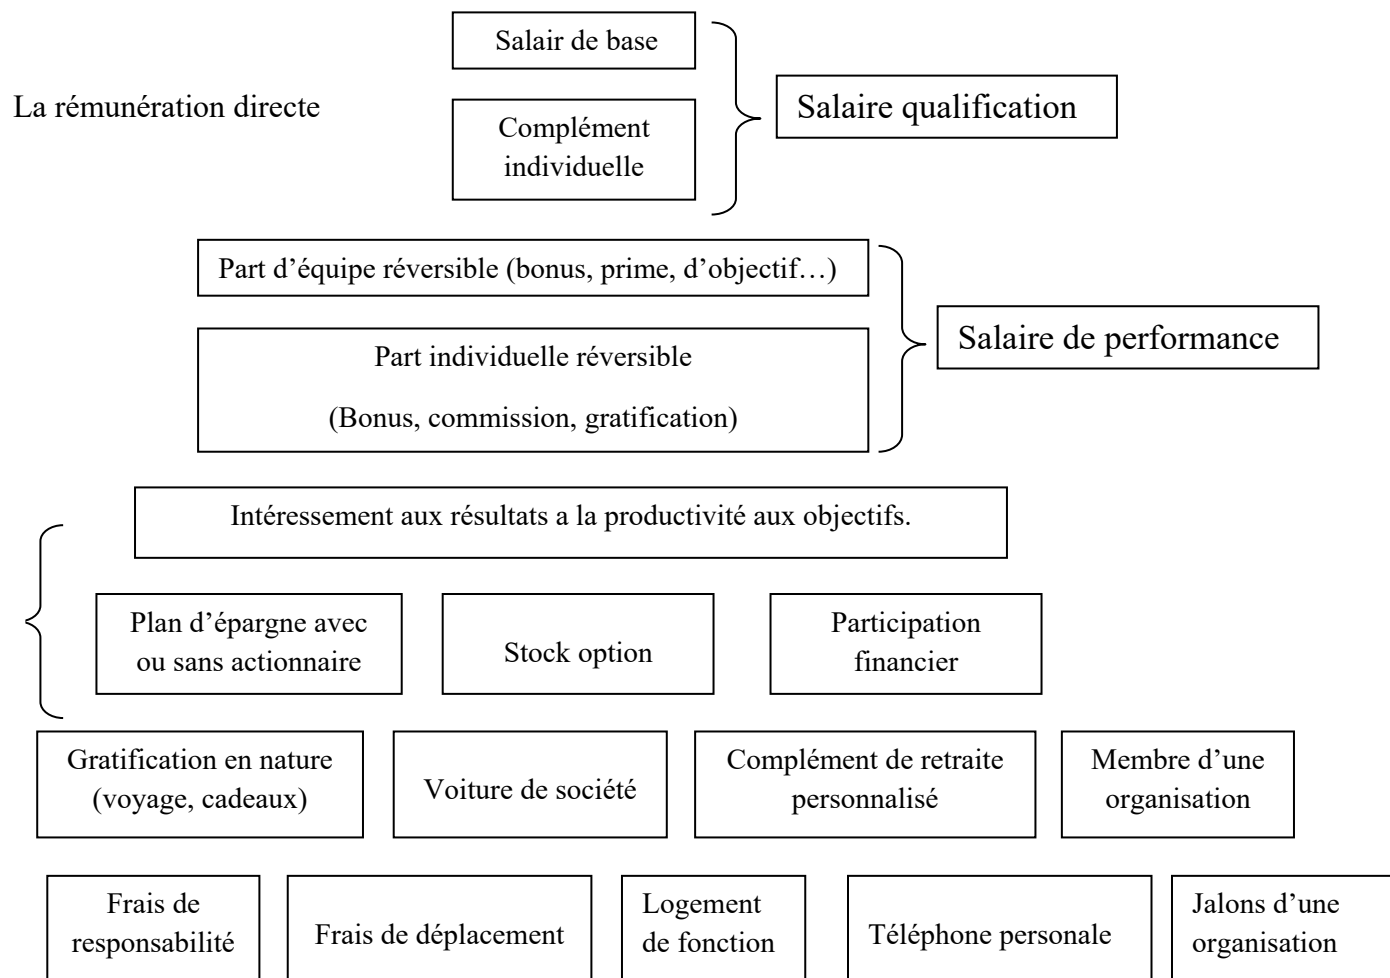 Salair de base
La rémunération directe
Salaire qualification
Complément
individuelle
Part d’équipe réversible (bonus, prime, d’objectif…)
Salaire de performance
Part individuelle réversible
(Bonus, commission, gratification)
Intéressement aux résultats a la productivité aux objectifs.
Plan d’épargne avec
ou sans actionnaire
Stock option
Participation
financier
Gratification en nature
(voyage, cadeaux)
Voiture de société
Complément de retraite
personnalisé
Membre d’une
organisation
Frais de
responsabilité
Frais de déplacement
Logement
de fonction
Téléphone personale
Jalons d’une
organisation